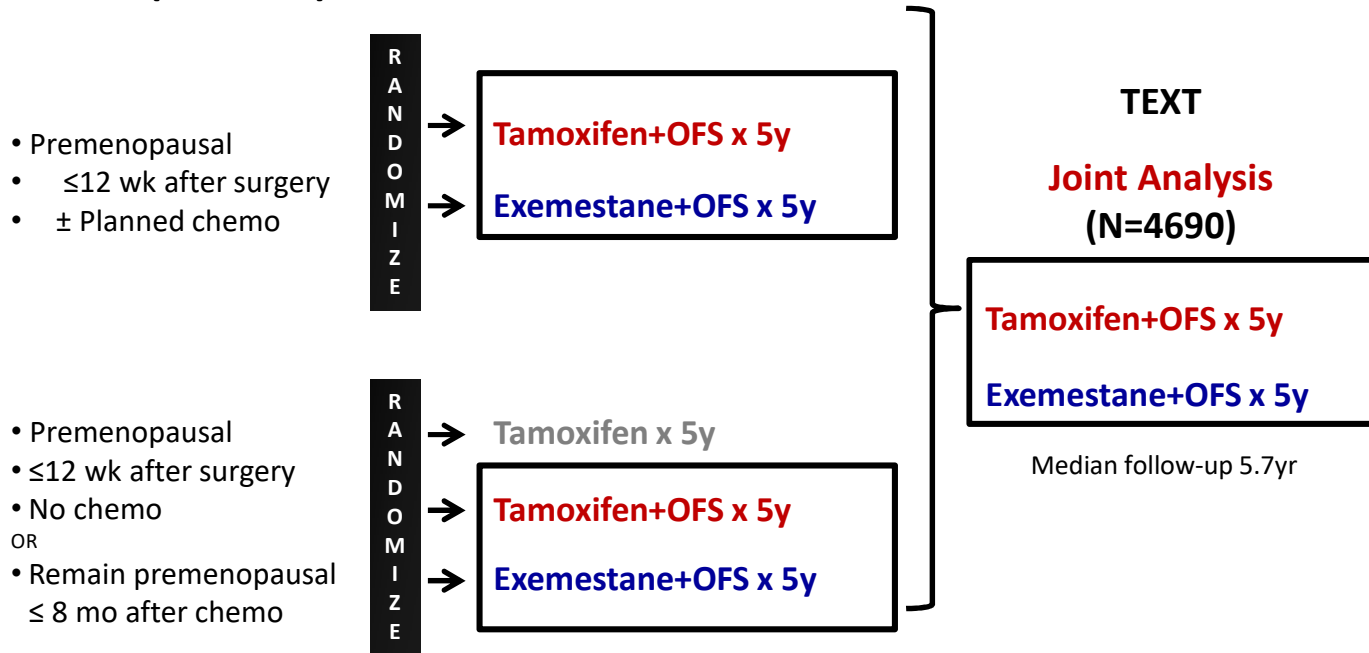 RANDOMIZE
• Premenopausal
• ≤12 wk after surgery
• ± Planned chemo
Tamoxifen+OFS x 5y
Exemestane+OFS x 5y
RANDOMIZE
• Premenopausal
• ≤12 wk after surgery
• No chemo
OR
• Remain premenopausal
≤ 8 mo after chemo
Tamoxifen x 5y
Tamoxifen+OFS x 5y
Exemestane+OFS x 5y
TEXT
Joint Analysis
(N=4690)
Tamoxifen+OFS x 5y
Exemestane+OFS x 5y
Median follow-up 5.7yr